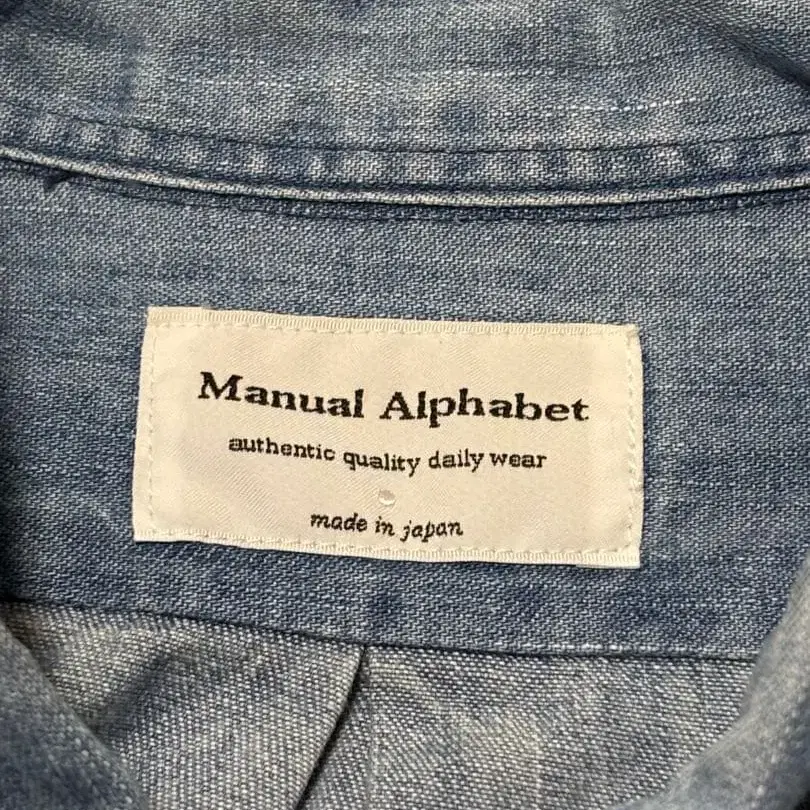 Manual Alphabet
authentic quality daily wear
made in japan